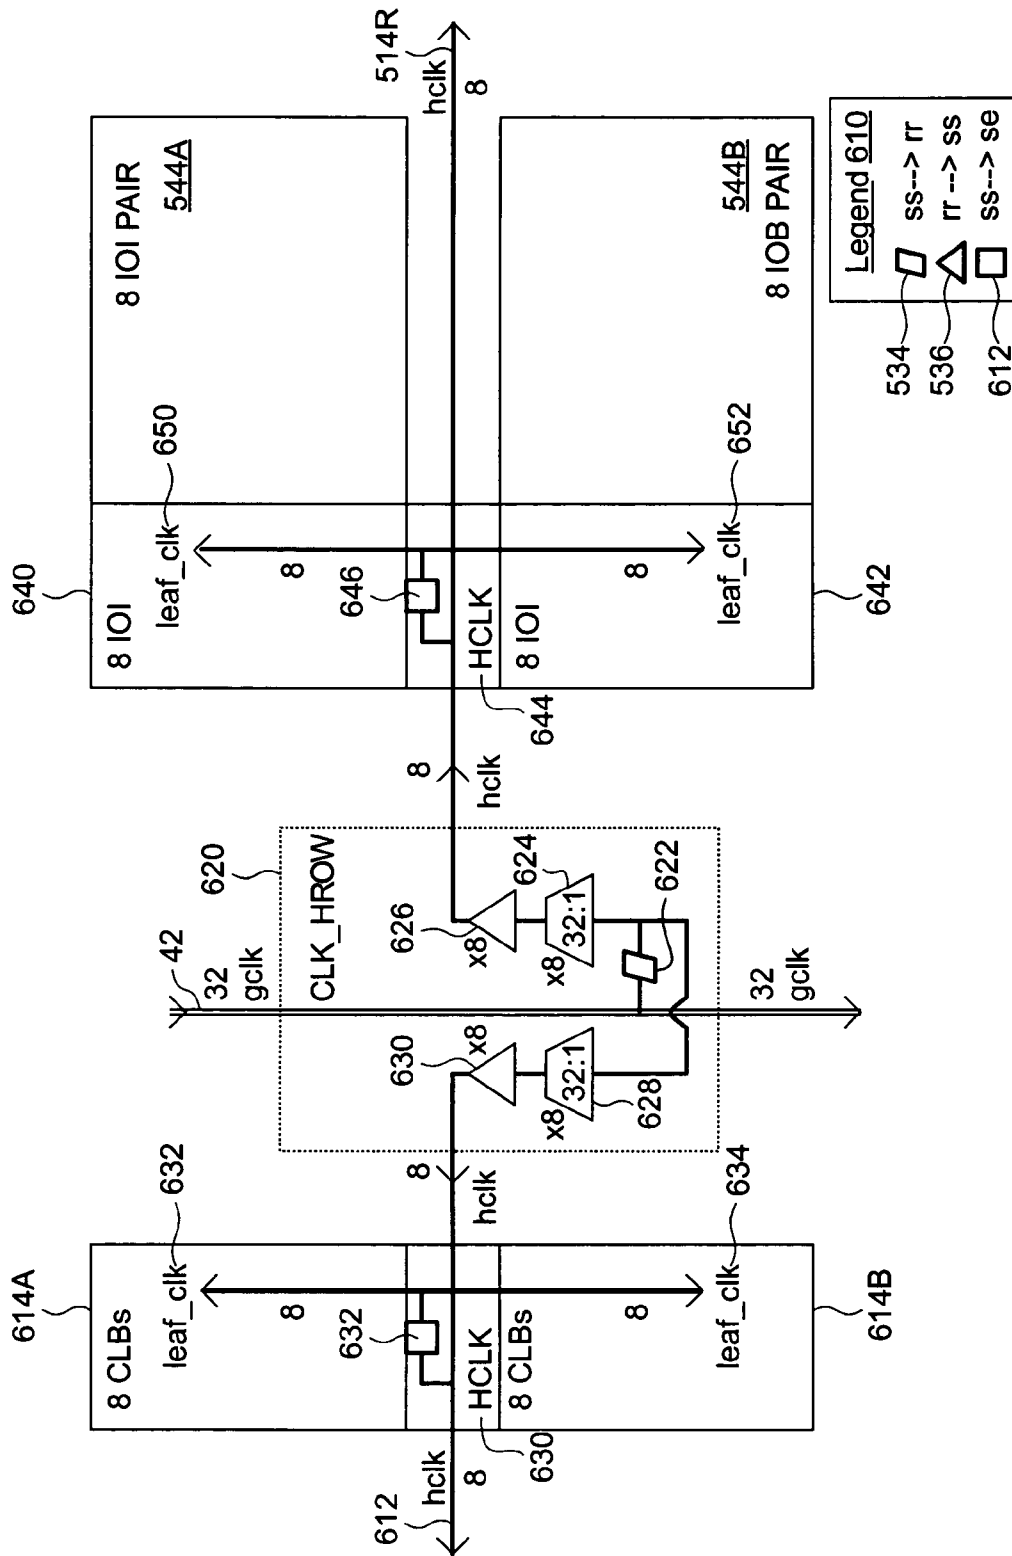 614A
8 CLBs
leaf_clk
632
8
632
612
hclk
8
HCLK
630
8 CLBs
8
leaf_clk
634
614B
8
hclk
42
32
gclk
620
CLK_HROW
630
x8
626
x8
32:1
x8
628
32:1
x8
624
622
32
gclk
8
hclk
640
8 IOI
leaf_clk
650
8
646
HCLK
644
8 IOI
8
leaf_clk
652
642
8 IOI PAIR
544A
514R
hclk
8
544B
8 IOB PAIR
Legend 610
534
ss--> rr
536
rr --> ss
612
ss--> se